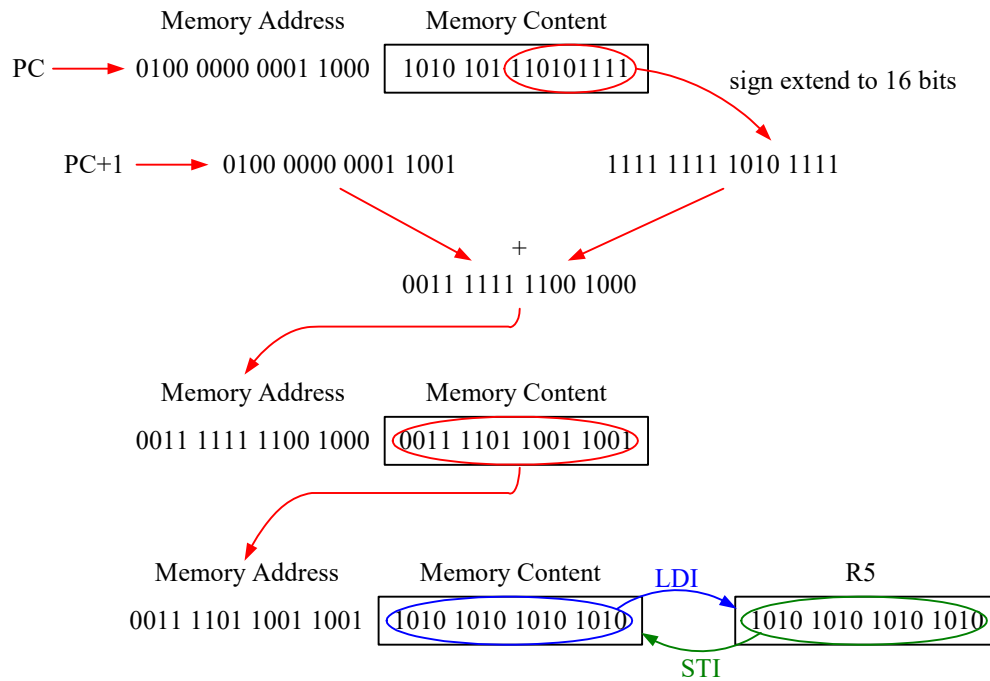 Memory Address Memory Content
PC 0100 0000 0001 1000 1010 101 110101111
sign extend to 16 bits
PC+1 0100 0000 0001 1001 1111 1111 1010 1111
+
0011 1111 1100 1000
Memory Address Memory Content
0011 1111 1100 1000 0011 1101 1001 1001
Memory Address Memory Content LDI R5
0011 1101 1001 1001 1010 1010 1010 1010 1010 1010 1010 1010
STI